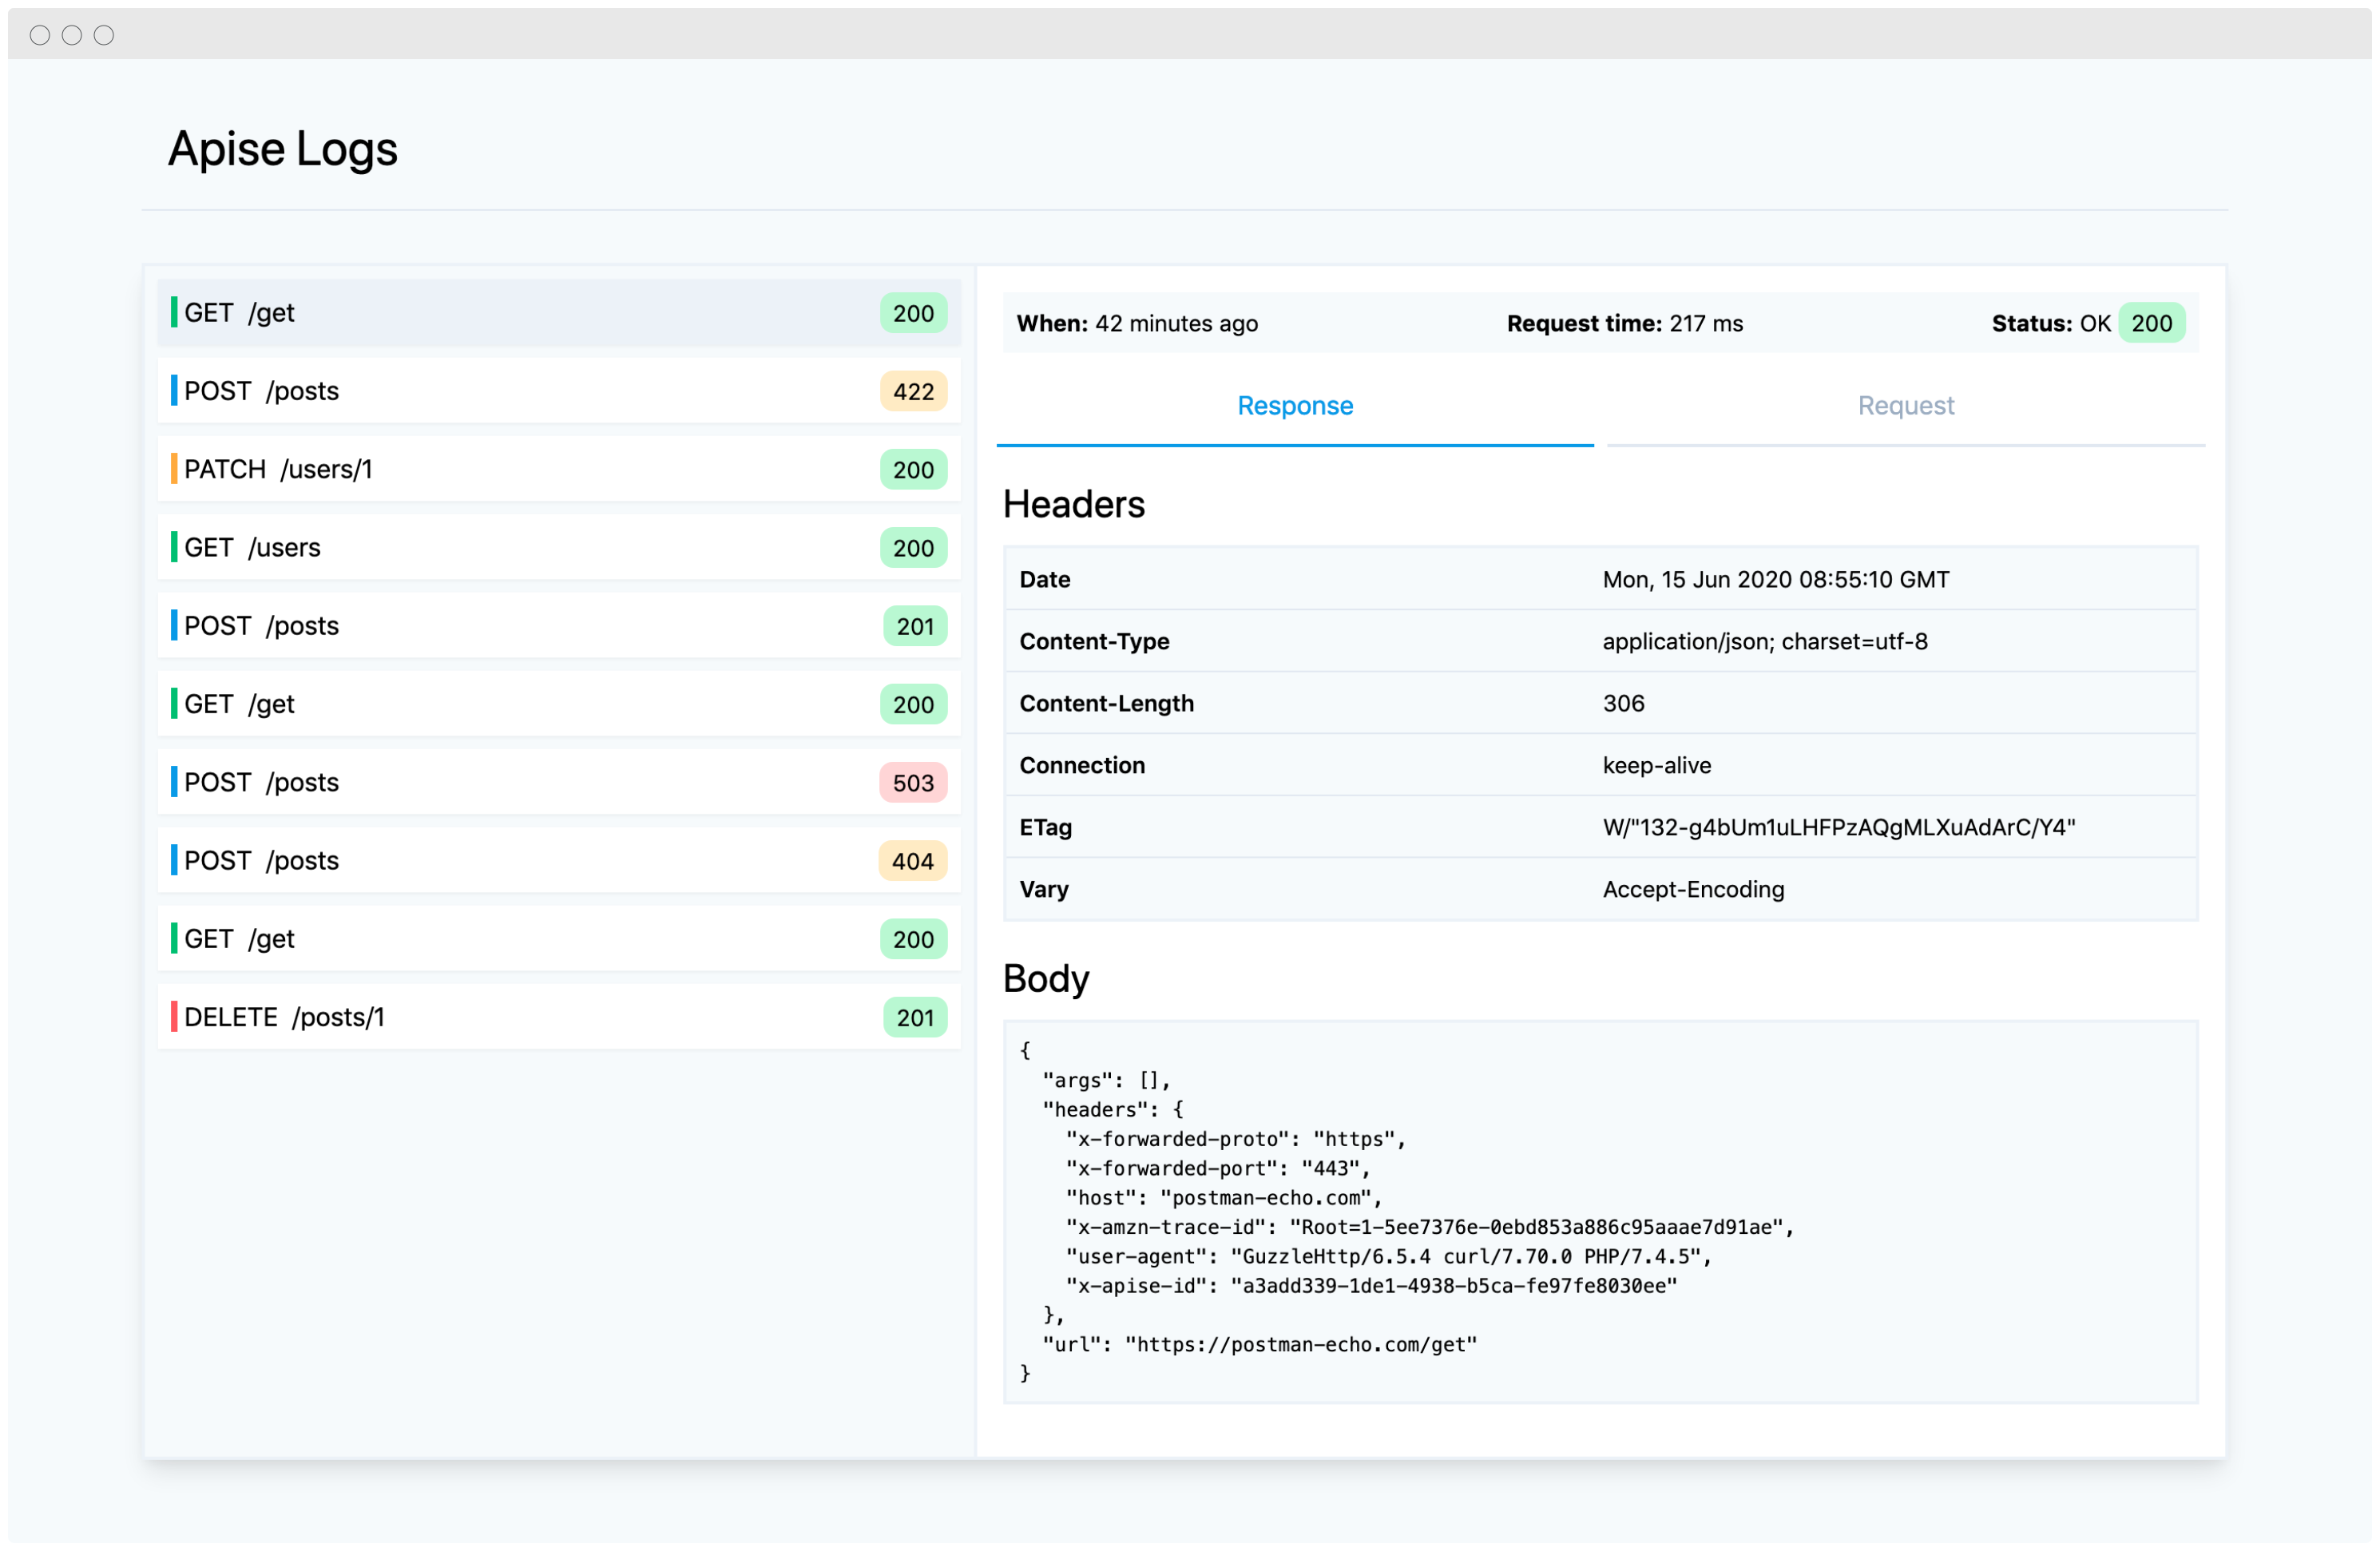 Apise Logs
GET /get 200
POST /posts 422
PATCH /users/1 200
GET /users 200
POST /posts 201
GET /get 200
POST /posts 503
POST /posts 404
GET /get 200
DELETE /posts/1 201
When: 42 minutes ago Request time: 217 ms Status: OK 200
Response Request
Headers
Date Mon, 15 Jun 2020 08:55:10 GMT
Content-Type application/json; charset=utf-8
Content-Length 306
Connection keep-alive
ETag W/"132-g4bUm1uLHFPzAQgMLXuAdArC/Y4"
Vary Accept-Encoding
Body
{
  "args": [],
  "headers": {
    "x-forwarded-proto": "https",
    "x-forwarded-port": "443",
    "host": "postman-echo.com",
    "x-amzn-trace-id": "Root=1-5ee7376e-0ebd853a886c95aaae7d91ae",
    "user-agent": "GuzzleHttp/6.5.4 curl/7.70.0 PHP/7.4.5",
    "x-apise-id": "a3add339-1de1-4938-b5ca-fe97fe8030ee"
  },
  "url": "https://postman-echo.com/get"
}